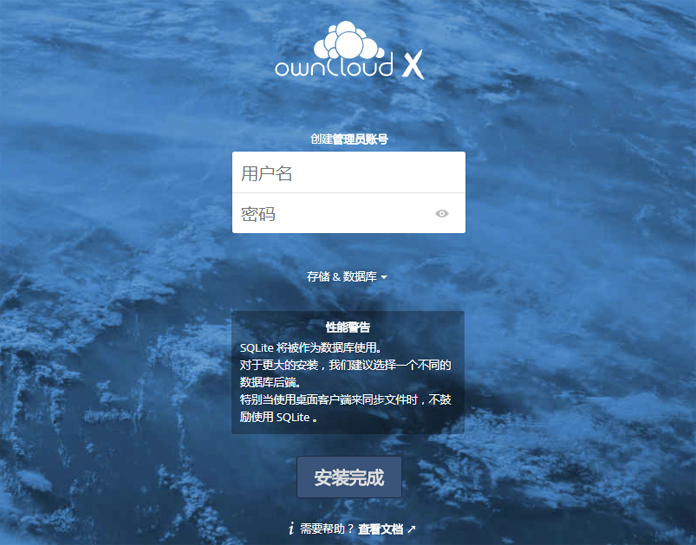 ownCloud X
创建管理员账号
用户名
密码
存储 & 数据库
性能警告
SQLite 将被作为数据库使用。
对于更大的安装，我们建议选择一个不同的
数据库后端。
特别当使用桌面客户端来同步文件时，不鼓
励使用 SQLite 。
安装完成
i 需要帮助？ 查看文档 ↗